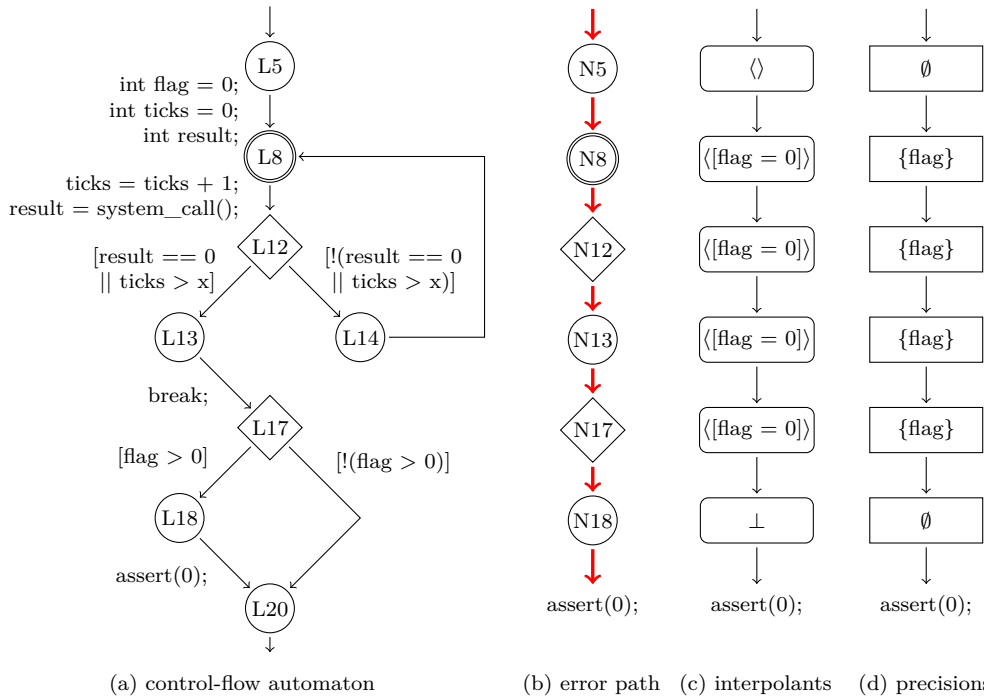 L5
int flag = 0;
int ticks = 0;
int result;
L8
ticks = ticks + 1;
result = system_call();
L12
[result == 0
|| ticks > x]
[!(result == 0
|| ticks > x)]
L13
L14
break;
L17
[flag > 0]
[!(flag > 0)]
L18
assert(0);
L20
(a) control-flow automaton
N5
N8
N12
N13
N17
N18
assert(0);
(b) error path
⟨⟩
⟨[flag = 0]⟩
⟨[flag = 0]⟩
⟨[flag = 0]⟩
⟨[flag = 0]⟩
⊥
assert(0);
(c) interpolants
∅
{flag}
{flag}
{flag}
{flag}
∅
assert(0);
(d) precisions